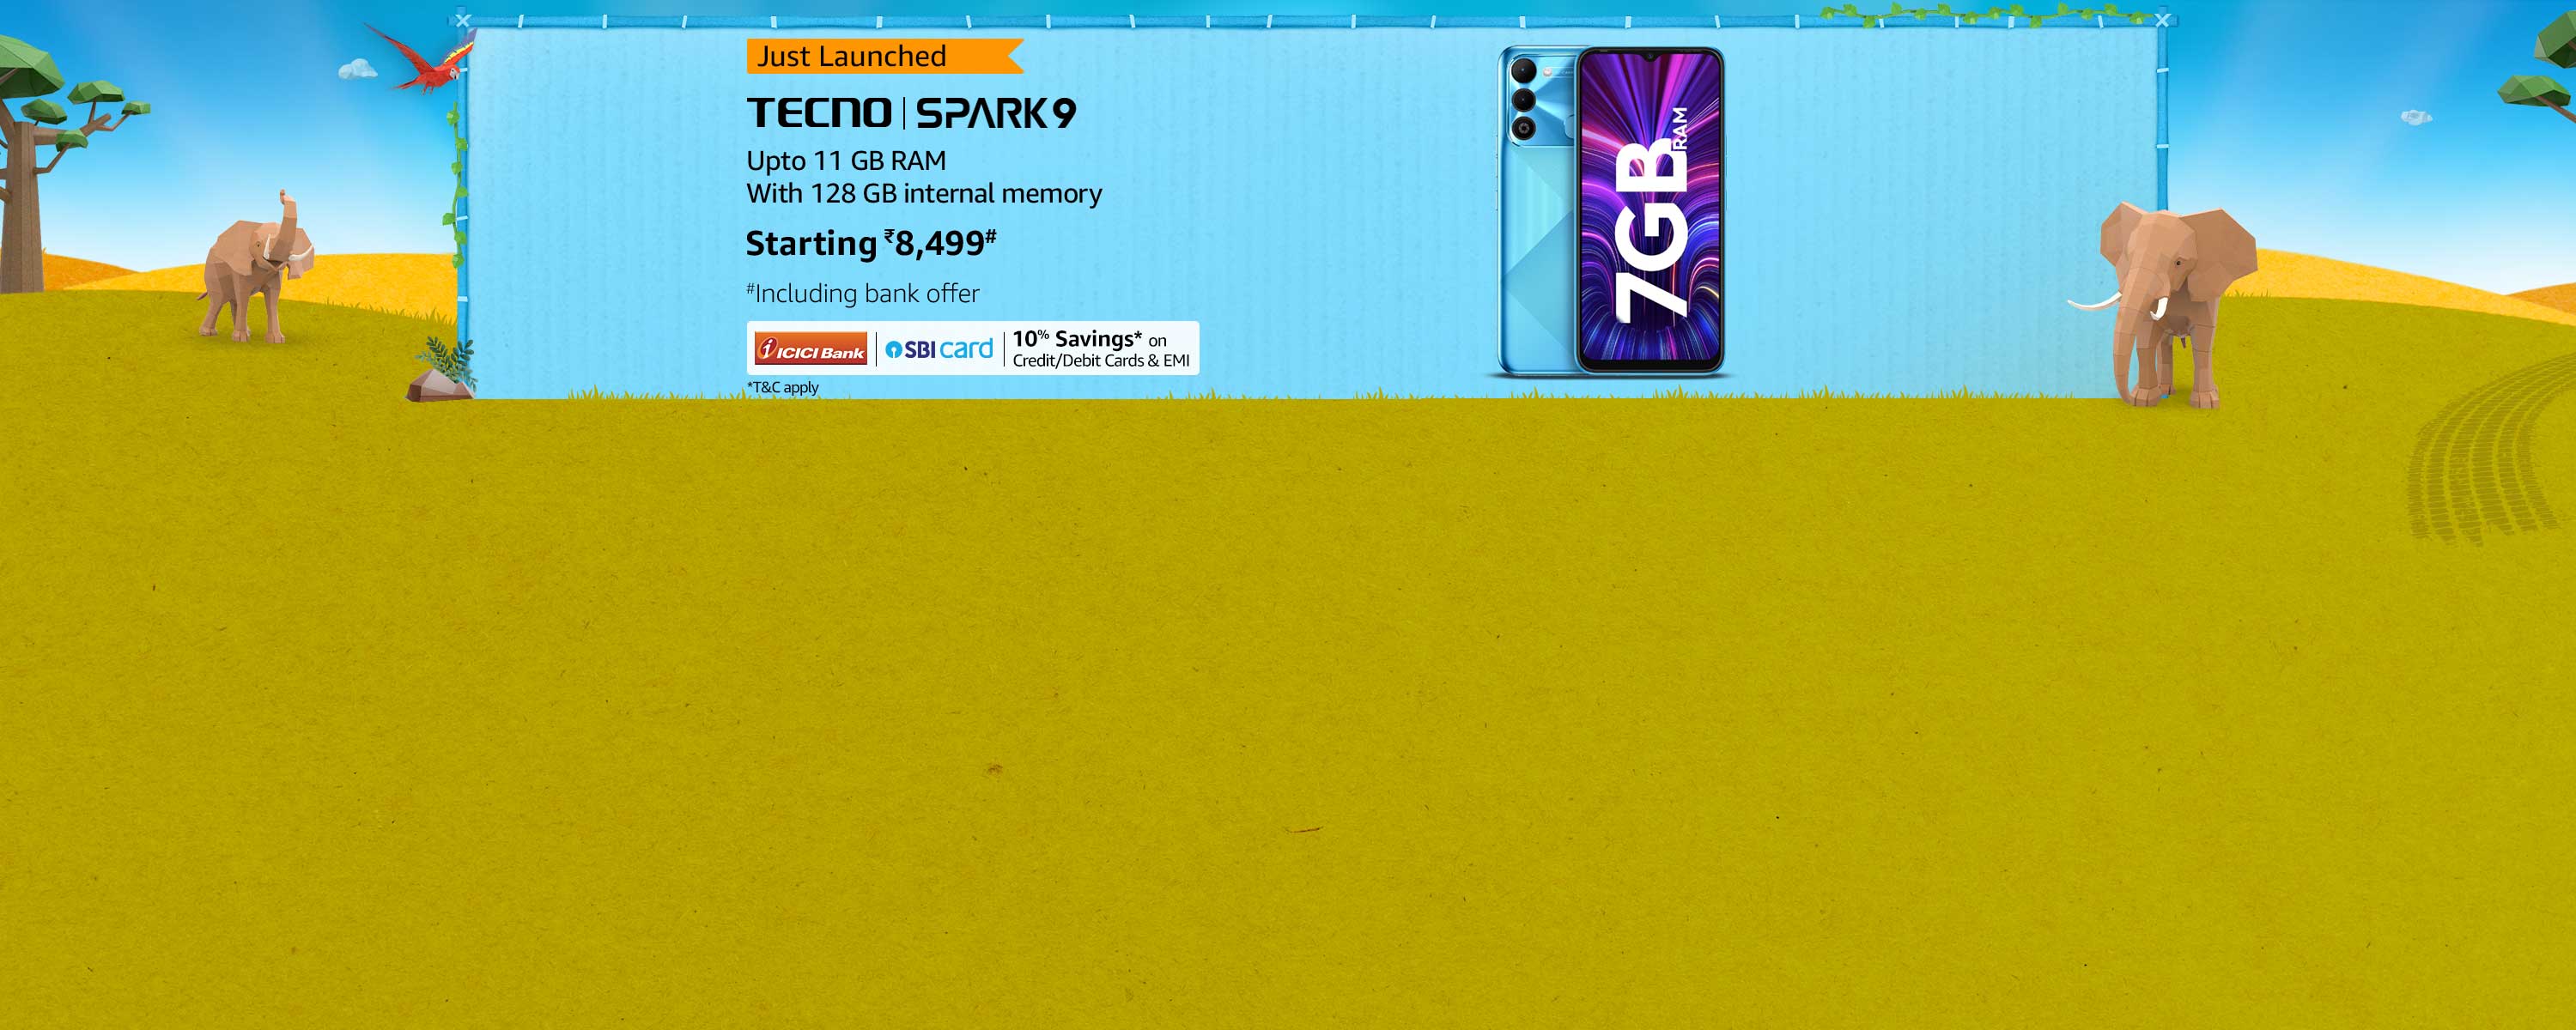 Just Launched
TECNO | SPARK 9
Upto 11 GB RAM
With 128 GB internal memory
Starting ₹8,499#
#Including bank offer
ICICI Bank | SBI card | 10% Savings* on
Credit/Debit Cards & EMI
*T&C apply
7GB RAM